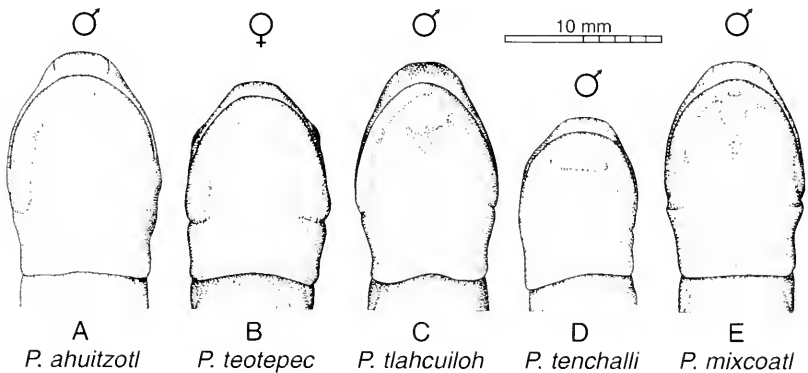 ♂ ♀ ♂ ♂ ♂
10 mm
A B C D E
P. ahuitzotl P. teotepec P. tlahcuiloh P. tenchalli P. mixcoatl